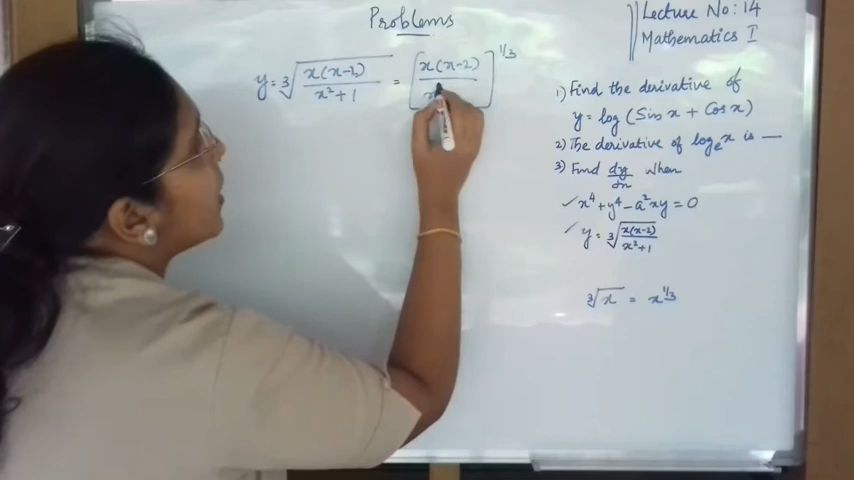 Problems
y = ∛(x(x-2)/(x²+1)) = [x(x-2)/x]^1/3
Lecture No: 14
Mathematics I
1) Find the derivative of
y = log (Sin x + Cos x)
2) The derivative of logₑx is —
3) Find dy/dx when
✓ x⁴ + y⁴ - a²xy = 0
✓ y = ∛(x(x-2)/(x²+1))
∛x = x^1/3